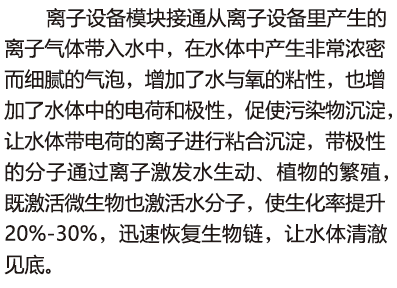 离子设备模块接通从离子设备里产生的
离子气体带入水中，在水体中产生非常浓密
而细腻的气泡，增加了水与氧的粘性，也增
加了水体中的电荷和极性，促使污染物沉淀，
让水体带电荷的离子进行粘合沉淀，带极性
的分子通过离子激发水生动、植物的繁殖，
既激活微生物也激活水分子，使生化率提升
20%-30%，迅速恢复生物链，让水体清澈
见底。